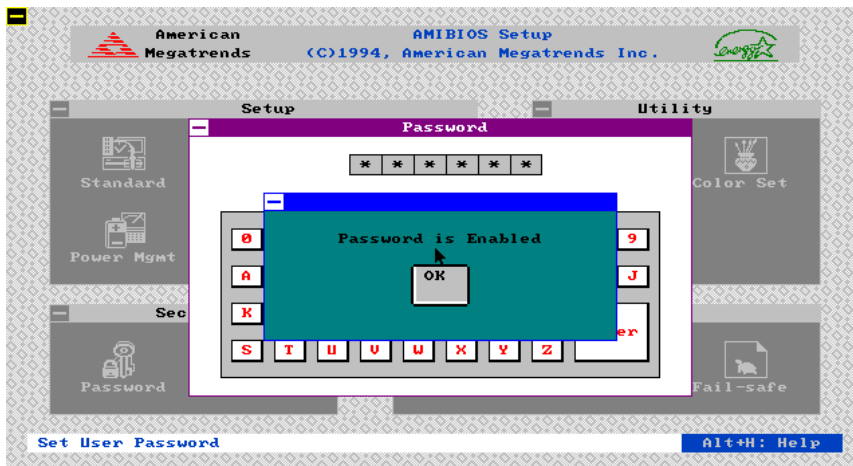 American
Megatrends
AMIBIOS Setup
(C)1994, American Megatrends Inc.
energy
Setup
Utility
Password
* * * * * *
Standard
Color Set
Password is Enabled
0
9
Power Mgmt
OK
A
J
Sec
K
er
S T U V W X Y Z
Password
Fail-safe
Set User Password
Alt+H: Help